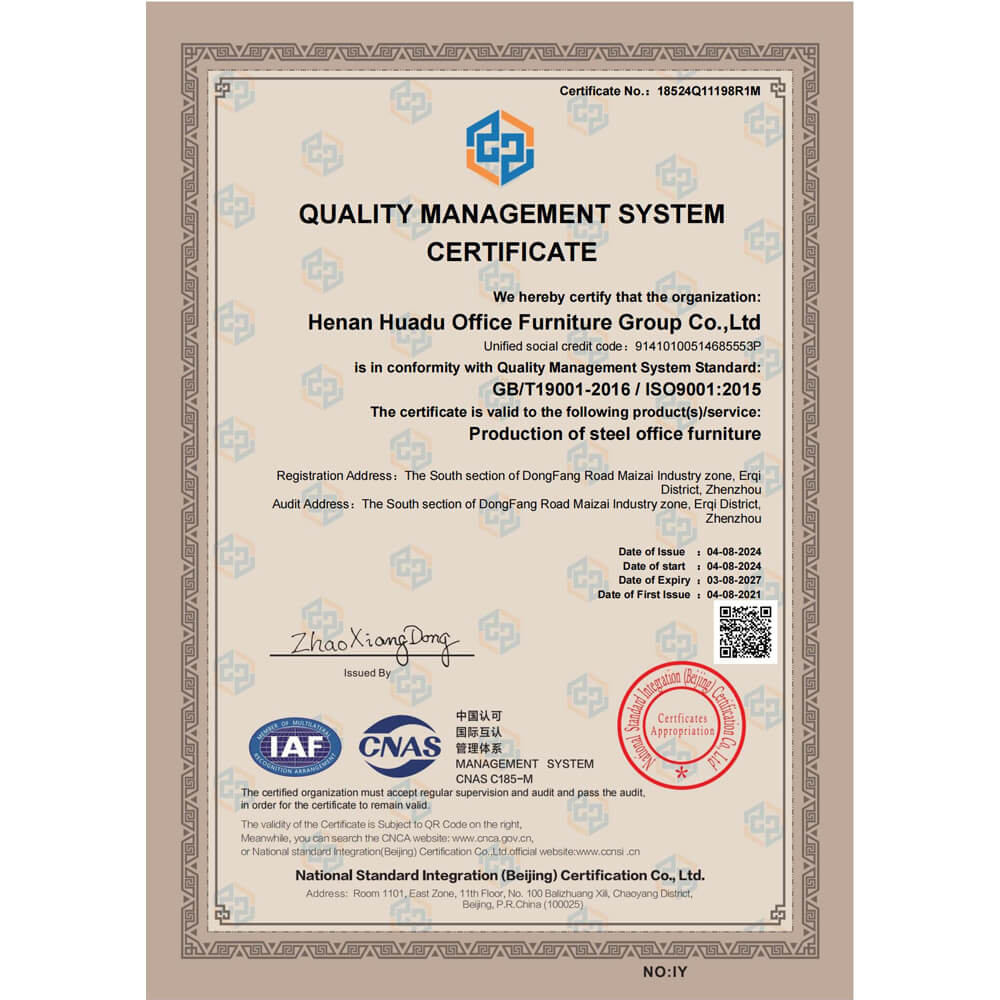 Certificate No.：18524Q11198R1M
QUALITY MANAGEMENT SYSTEM
CERTIFICATE
We hereby certify that the organization:
Henan Huadu Office Furniture Group Co.,Ltd
Unified social credit code：91410100514685553P
is in conformity with Quality Management System Standard:
GB/T19001-2016 / ISO9001:2015
The certificate is valid to the following product(s)/service:
Production of steel office furniture
Registration Address：The South section of DongFang Road Maizai Industry zone, Erqi
District, Zhenzhou
Audit Address：The South section of DongFang Road Maizai Industry zone, Erqi District,
Zhenzhou
Date of Issue ：04-08-2024
Date of start ：04-08-2024
Date of Expiry ：03-08-2027
Date of First Issue ：04-08-2021
ZhaoXiangDong
Issued By
MEMBER OF MULTILATERAL
IAF
RECOGNITION ARRANGEMENT
CNAS
中国认可
国际互认
管理体系
MANAGEMENT SYSTEM
CNAS C185-M
National Standard Integration (Beijing) Certification Co., Ltd
Certficates
Appropriation
The certified organization must accept regular supervision and audit and pass the audit,
in order for the certificate to remain valid.
The validity of the Certificate is Subject to QR Code on the right,
Meanwhile, you can search the CNCA website: www.cnca.gov.cn,
or National standard Integration(Beijing) Certification Co.,Ltd.official website:www.ccnsi .cn
National Standard Integration (Beijing) Certification Co., Ltd.
Address: Room 1101, East Zone, 11th Floor, No. 100 Balizhuang Xili, Chaoyang District,
Beijing, P.R.China (100025)
NO:IY